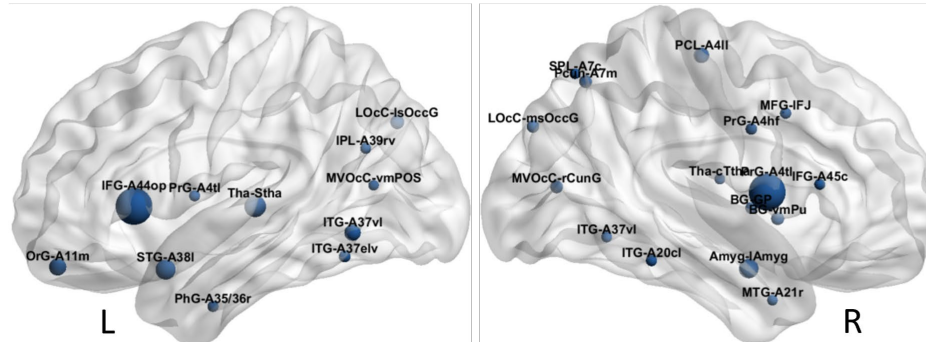 LOccC-lsOccG
IPL-A39rv
MVOcC-vmPOS
IFG-A44op
PrG-A4tl
Tha-Stha
ITG-A37vl
ITG-A37elv
OrG-A11m
STG-A38l
PhG-A35/36r
L
PCL-A4ll
SPL-A7c
Pcun-A7m
LOccC-msOccG
MFG-IFJ
PrG-A4hf
MVOcC-rCunG
Tha-cTtha
PrG-A4tl
IFG-A45c
BG-GP
BG-vmPu
ITG-A37vl
ITG-A20cl
Amyg-lAmyg
MTG-A21r
R